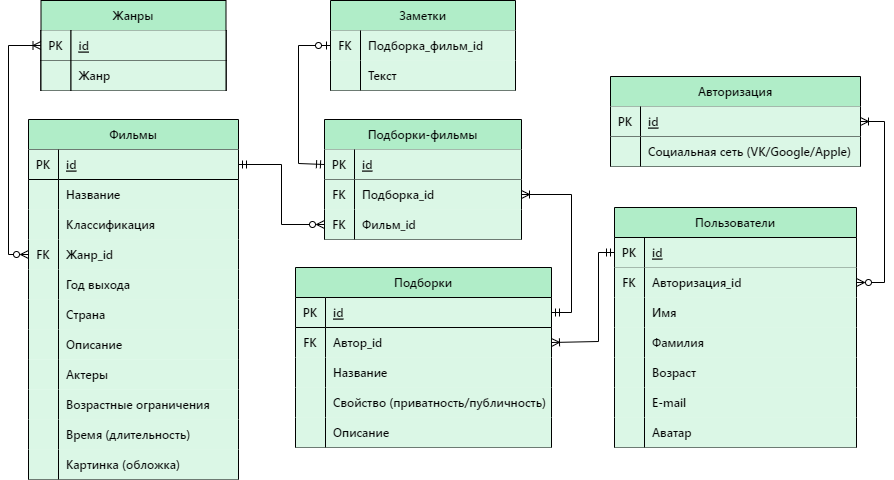 Жанры
PK id
Жанр
Заметки
FK Подборка_фильм_id
Текст
Авторизация
PK id
Социальная сеть (VK/Google/Apple)
Фильмы
PK id
Название
Классификация
FK Жанр_id
Год выхода
Страна
Описание
Актеры
Возрастные ограничения
Время (длительность)
Картинка (обложка)
Подборки-фильмы
PK id
FK Подборка_id
FK Фильм_id
Подборки
PK id
FK Автор_id
Название
Свойство (приватность/публичность)
Описание
Пользователи
PK id
FK Авторизация_id
Имя
Фамилия
Возраст
E-mail
Аватар